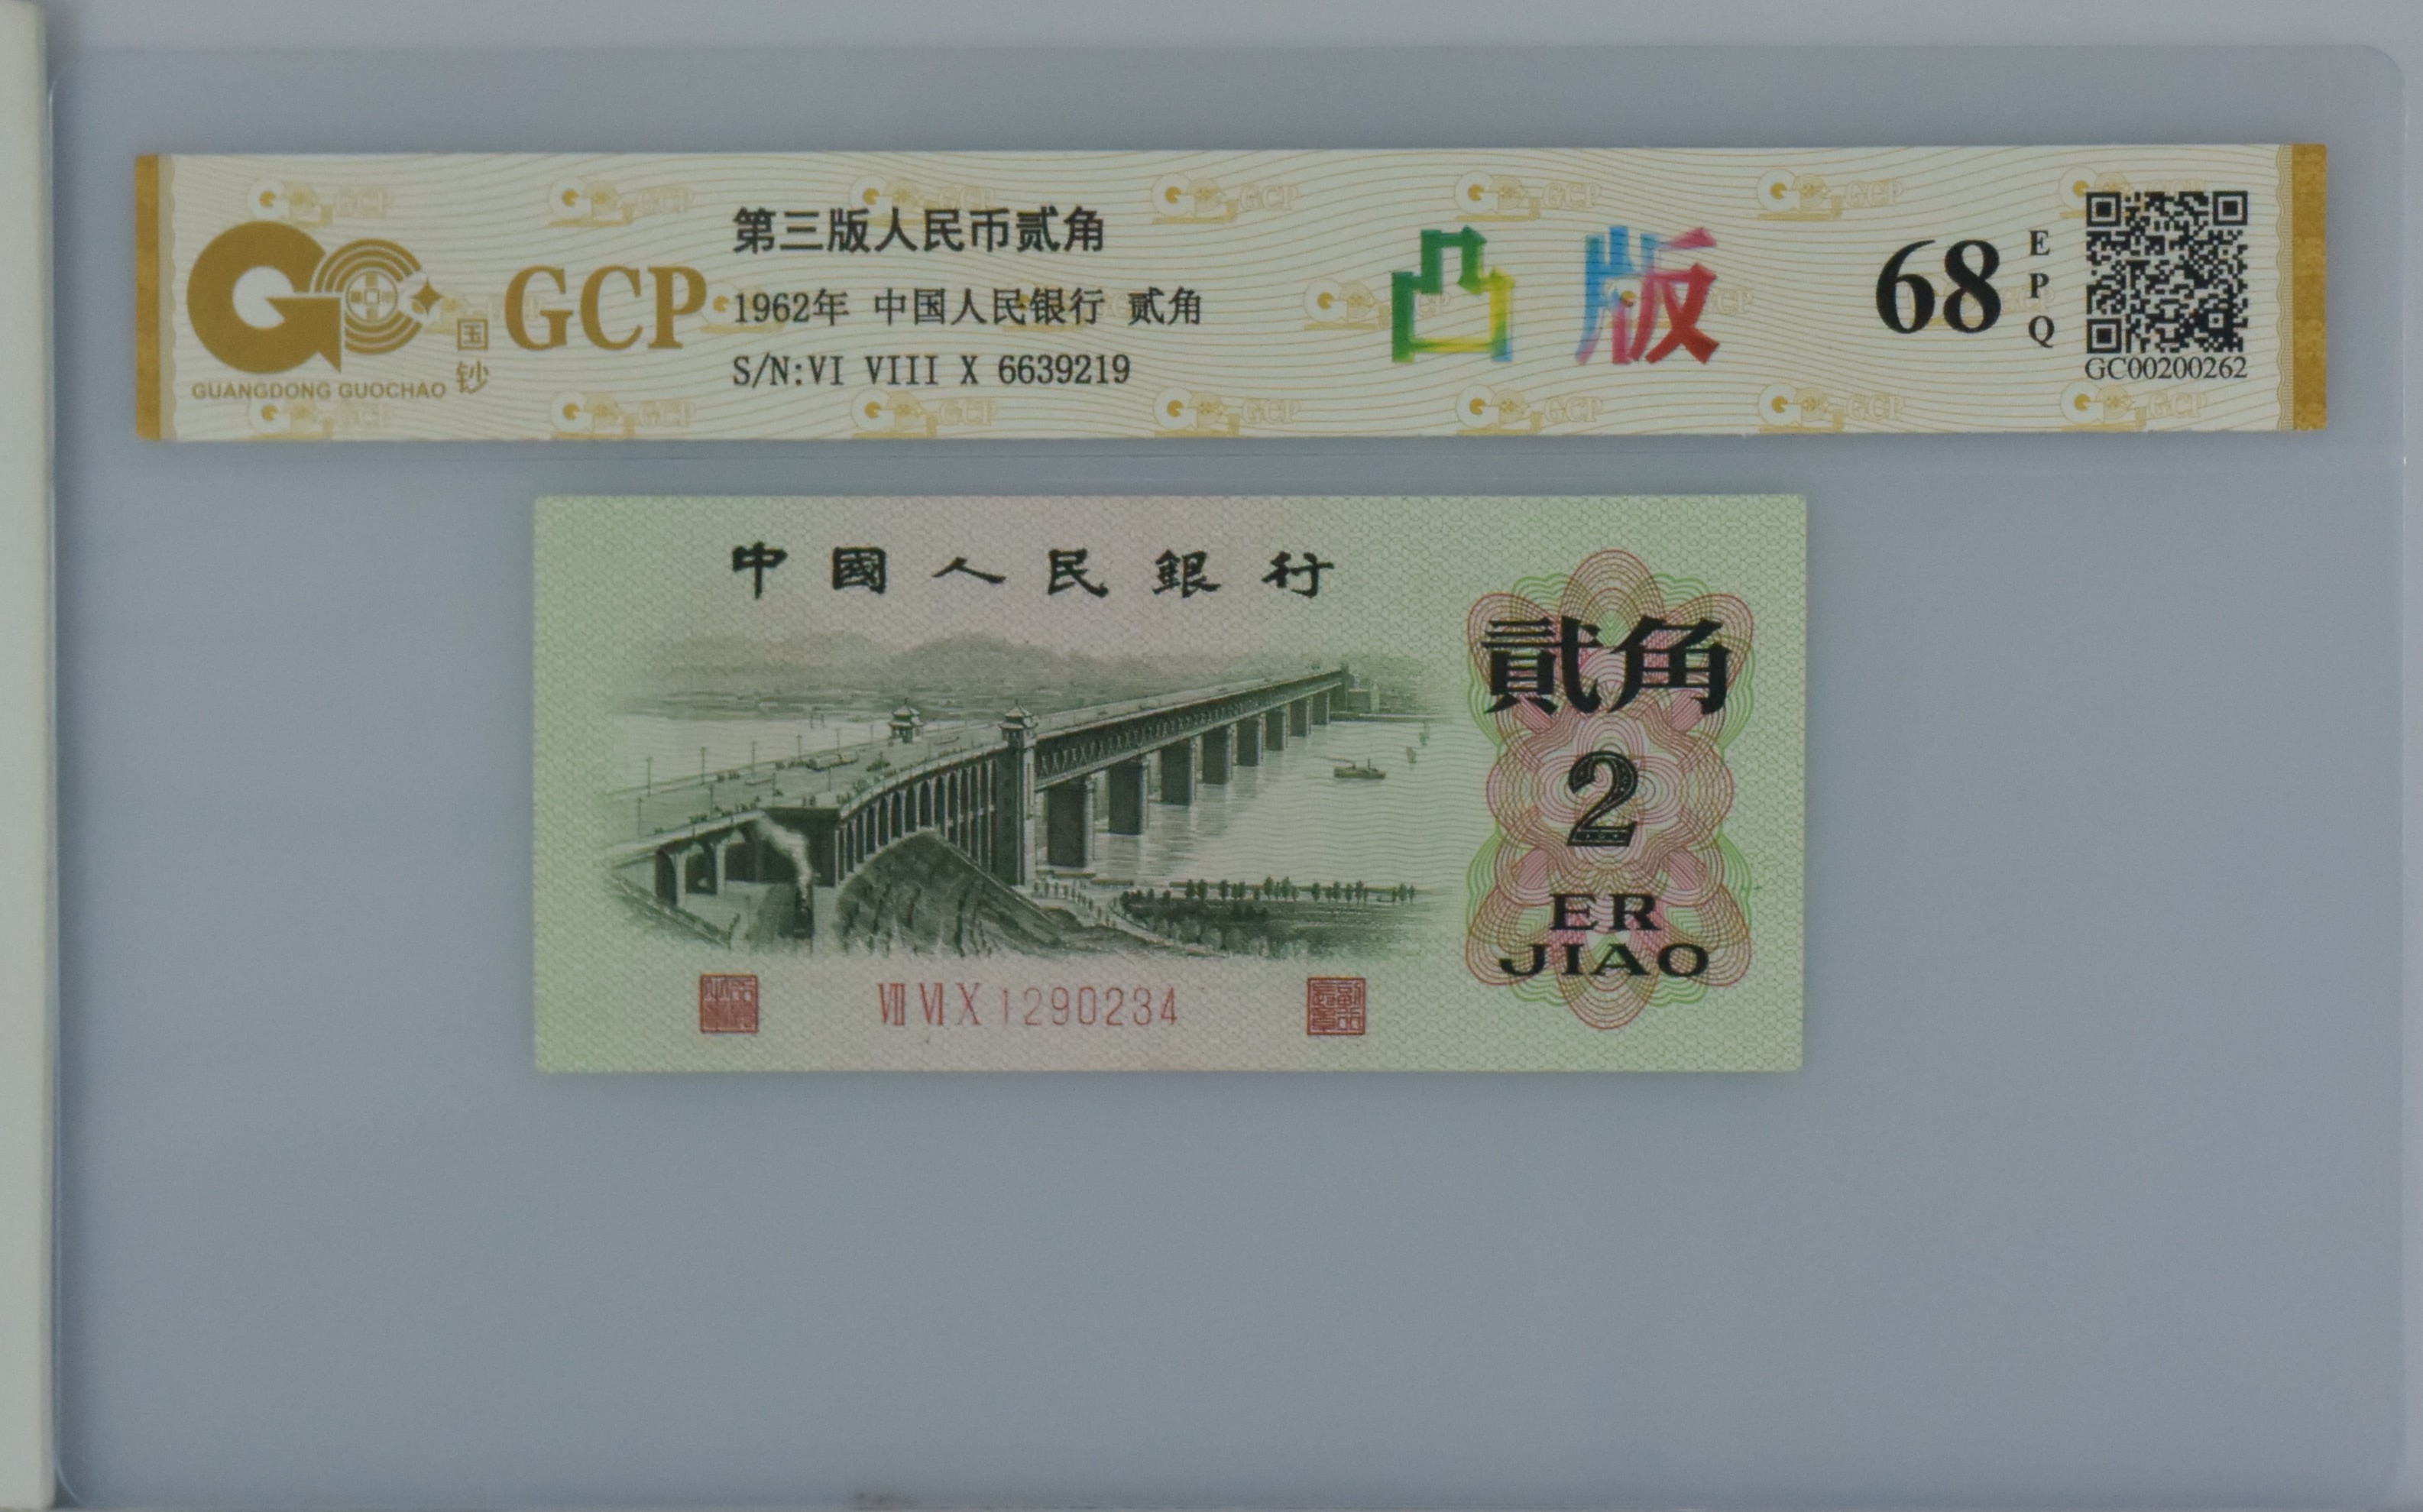 GUANGDONG GUOCHAO
国钞
GCP
第三版人民币贰角
1962年 中国人民银行 贰角
S/N:VI VIII X 6639219
凸版
68
EPQ
GC00200262
中國人民銀行
貳角
2
ER
JIAO
Ⅷ Ⅵ Ⅹ 1290234